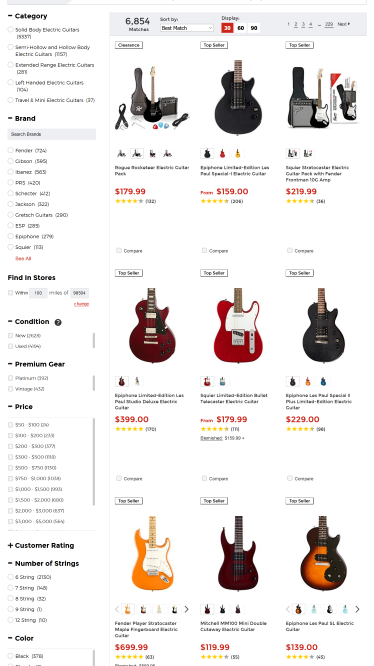 Category
Solid Body Electric Guitars
(5337)
Semi-Hollow and Hollow Body
Electric Guitars (1157)
Extended Range Electric Guitars
(281)
Left Handed Electric Guitars
(104)
Travel & Mini Electric Guitars (37)
Brand
Search Brands
Fender (724)
Gibson (595)
Ibanez (563)
PRS (420)
Schecter (412)
Jackson (322)
Gretsch Guitars (290)
ESP (285)
Epiphone (279)
Squier (113)
See All
Find In Stores
Within 100 miles of 98504
change
Condition ?
New (2623)
Used (4194)
Premium Gear
Platinum (392)
Vintage (432)
Price
$50 - $100 (24)
$100 - $200 (235)
$200 - $300 (377)
$300 - $500 (1110)
$500 - $750 (1130)
$750 - $1,000 (1038)
$1,000 - $1,500 (993)
$1,500 - $2,000 (690)
$2,000 - $3,000 (637)
$3,000 - $5,000 (564)
Customer Rating
Number of Strings
6 String (2130)
7 String (148)
8 String (32)
9 String (1)
12 String (10)
Color
Black (378)
6,854
Matches
Sort by:
Best Match
Display:
30 60 90
1 2 3 4 ... 229 Next
Clearance
Top Seller
Top Seller
Rogue Rocketeer Electric Guitar
Pack
$179.99
(132)
Compare
Epiphone Limited-Edition Les
Paul Special-I Electric Guitar
From $159.00
(206)
Compare
Squier Stratocaster Electric
Guitar Pack with Fender
Frontman 10G Amp
$219.99
(36)
Compare
Top Seller
Top Seller
Top Seller
Epiphone Limited-Edition Les
Paul Studio Deluxe Electric
Guitar
$399.00
(170)
Compare
Squier Limited-Edition Bullet
Telecaster Electric Guitar
From $179.99
(111)
Blemished: $159.99 +
Compare
Epiphone Les Paul Special II
Plus Limited-Edition Electric
Guitar
$229.00
(98)
Compare
Top Seller
Top Seller
Top Seller
Fender Player Stratocaster
Maple Fingerboard Electric
Guitar
$699.99
(63)
Mitchell MM100 Mini Double
Cutaway Electric Guitar
$119.99
(55)
Epiphone Les Paul SL Electric
Guitar
$139.00
(45)